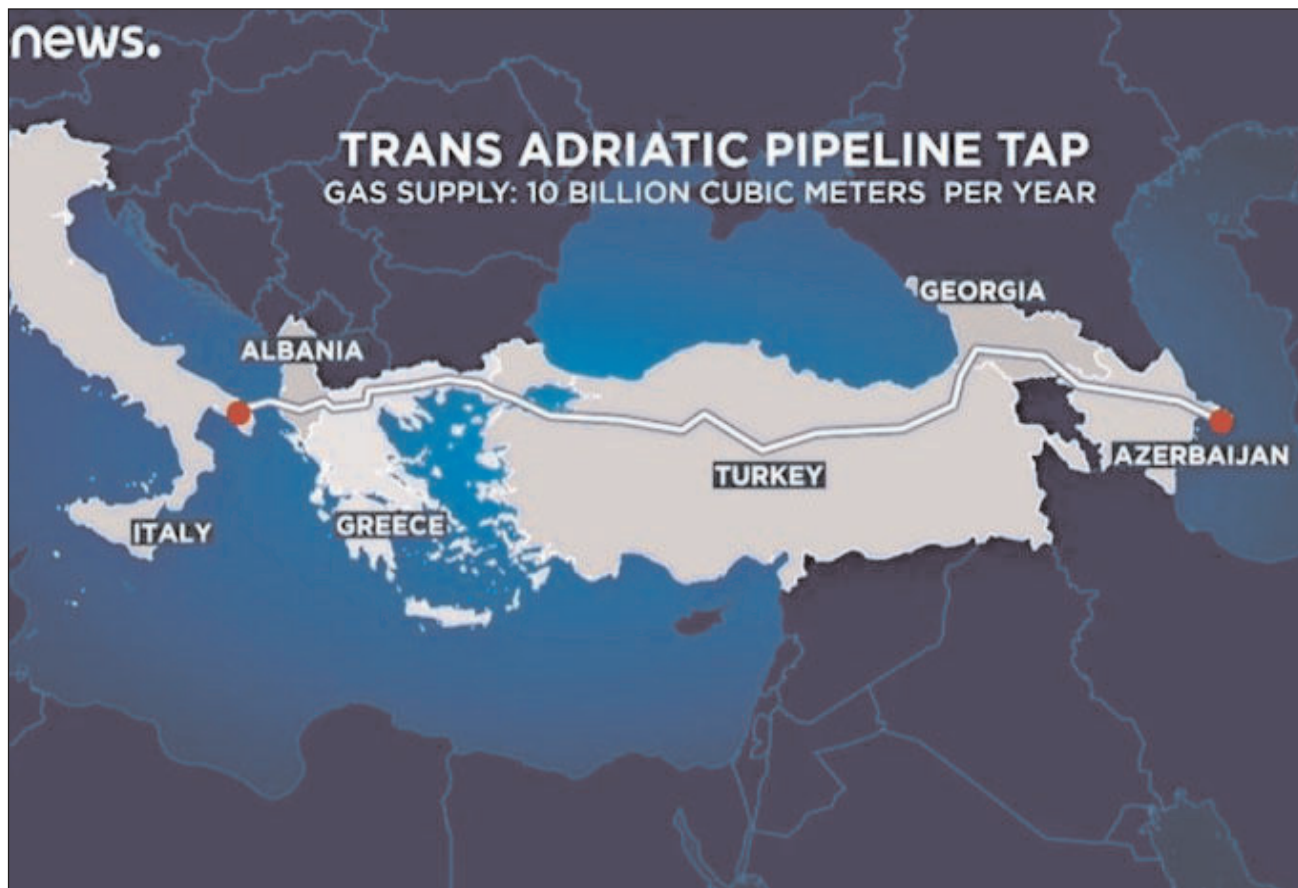 news.
TRANS ADRIATIC PIPELINE TAP
GAS SUPPLY: 10 BILLION CUBIC METERS PER YEAR
GEORGIA
ALBANIA
AZERBAIJAN
TURKEY
GREECE
ITALY